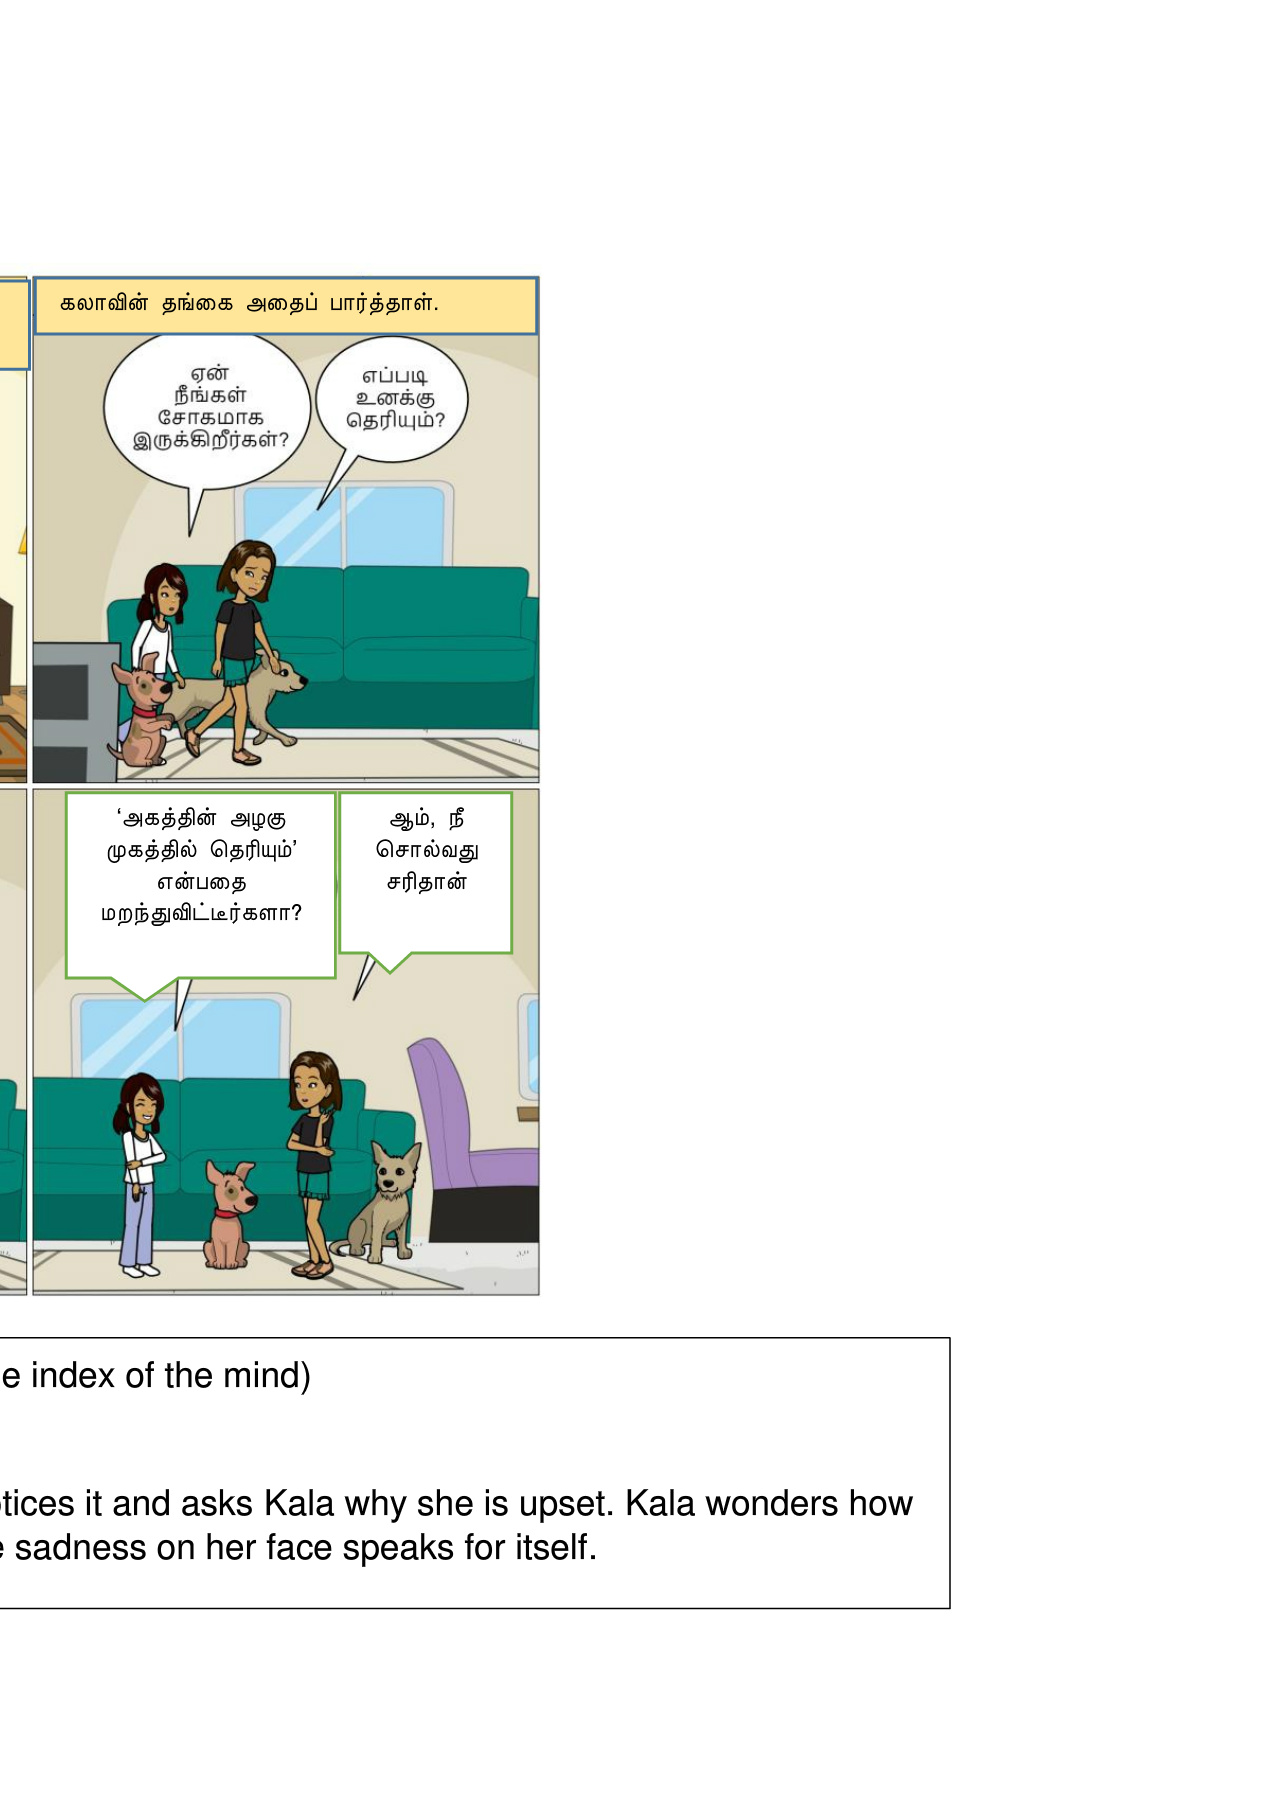 கலாவின் தங்கை அதைப் பார்த்தாள்.
ஏன்
நீங்கள்
சோகமாக
இருக்கிறீர்கள்?
எப்படி
உனக்கு
தெரியும்?
‘அகத்தின் அழகு
முகத்தில் தெரியும்’
என்பதை
மறந்துவிட்டீர்களா?
ஆம், நீ
சொல்வது
சரிதான்
e index of the mind)
tices it and asks Kala why she is upset. Kala wonders how
sadness on her face speaks for itself.